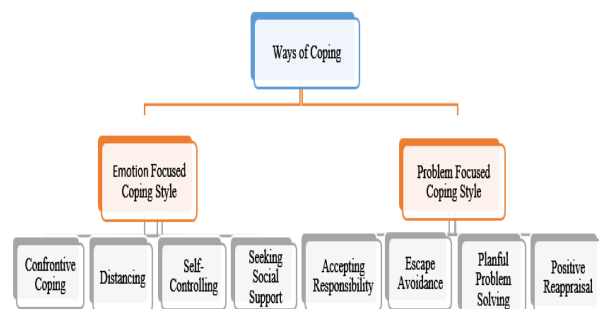 Ways of Coping
Emotion Focused
Coping Style
Problem Focused
Coping Style
Confrontive
Coping
Distancing
Self-
Controlling
Seeking
Social
Support
Accepting
Responsibility
Escape
Avoidance
Planful
Problem
Solving
Positive
Reappraisal